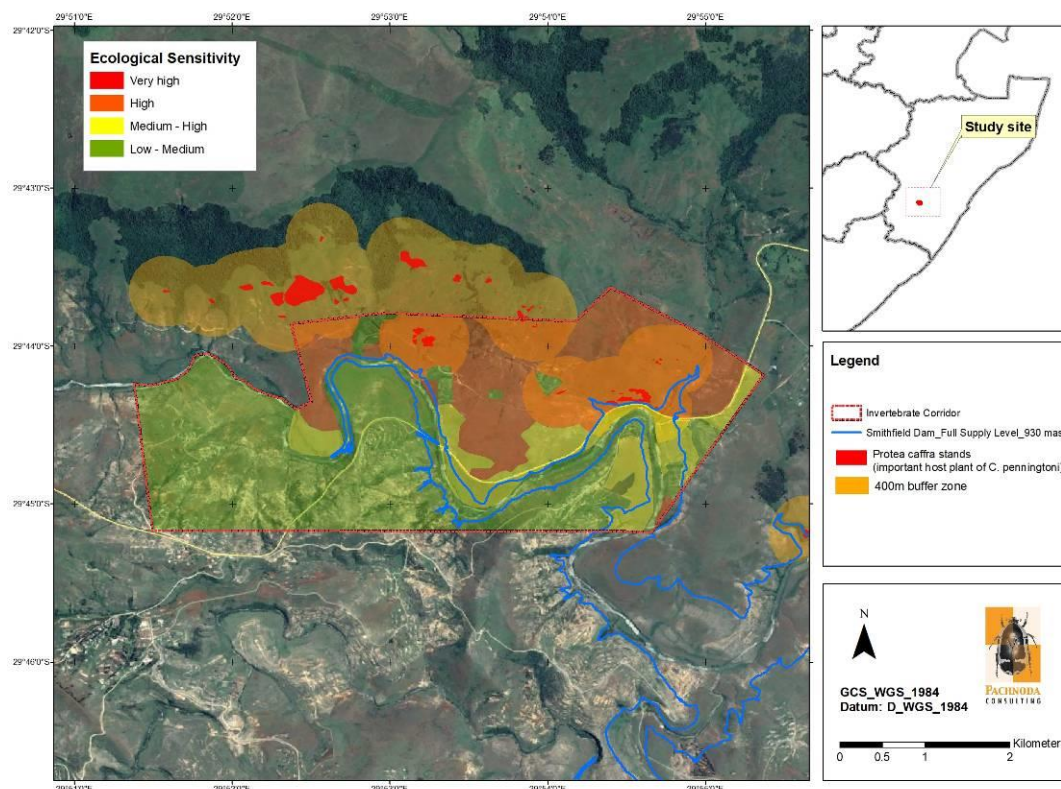 29°51'0"E 29°52'0"E 29°53'0"E 29°54'0"E 29°55'0"E
29°42'0"S
29°43'0"S
29°44'0"S
29°45'0"S
29°46'0"S
Ecological Sensitivity
Very high
High
Medium - High
Low - Medium
Study site
Legend
Invertebrate Corridor
Smithfield Dam_Full Supply Level_930 mas
Protea caffra stands
(important host plant of C. penningtoni)
400m buffer zone
N
GCS_WGS_1984
Datum: D_WGS_1984
PACHNODA
CONSULTING
Kilometer
0 0.5 1 2